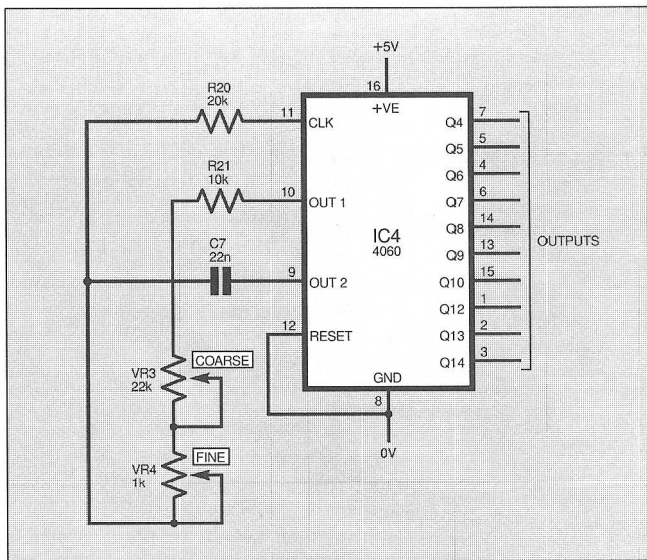 +5V
R20
20k
16
+VE
11
CLK
Q4
7
Q5
5
R21
10k
Q6
4
10
OUT 1
Q7
6
IC4
4060
Q8
14
C7
22n
Q9
13
OUTPUTS
9
OUT 2
Q10
15
Q12
1
12
RESET
Q13
2
Q14
3
COARSE
VR3
22k
GND
8
0V
FINE
VR4
1k